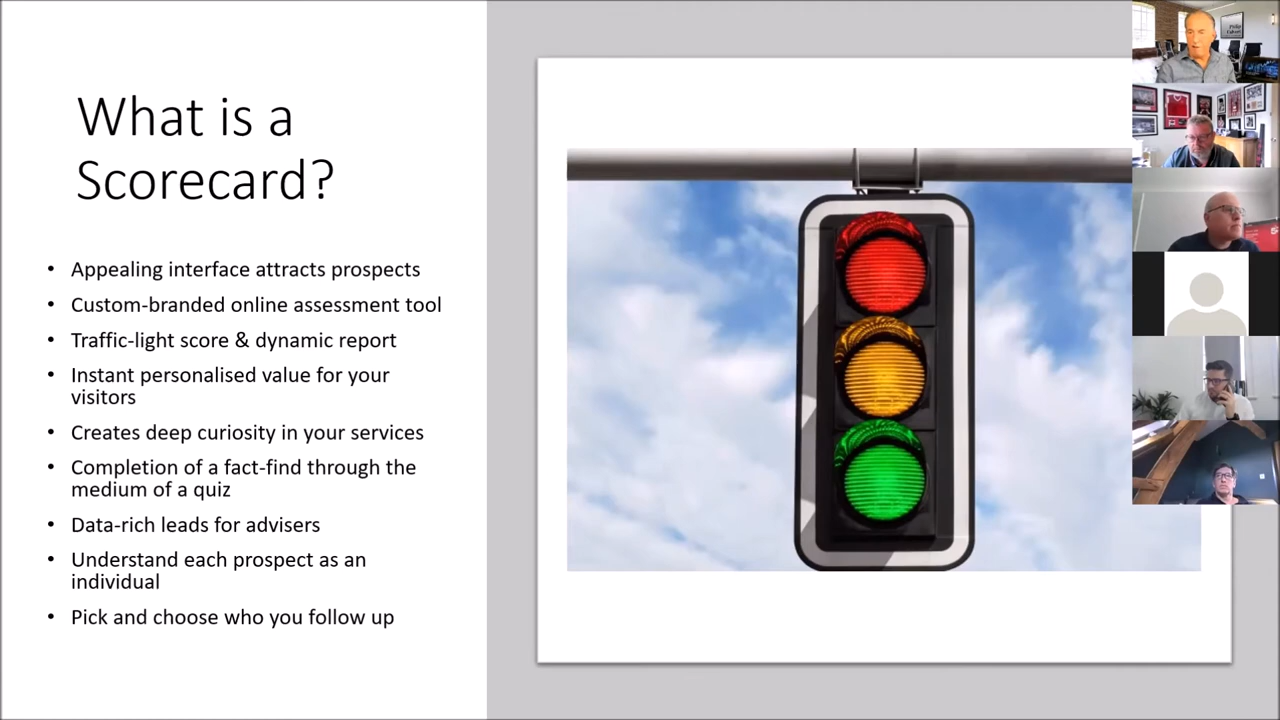 What is a
Scorecard?
• Appealing interface attracts prospects
• Custom-branded online assessment tool
• Traffic-light score & dynamic report
• Instant personalised value for your
visitors
• Creates deep curiosity in your services
• Completion of a fact-find through the
medium of a quiz
• Data-rich leads for advisers
• Understand each prospect as an
individual
• Pick and choose who you follow up